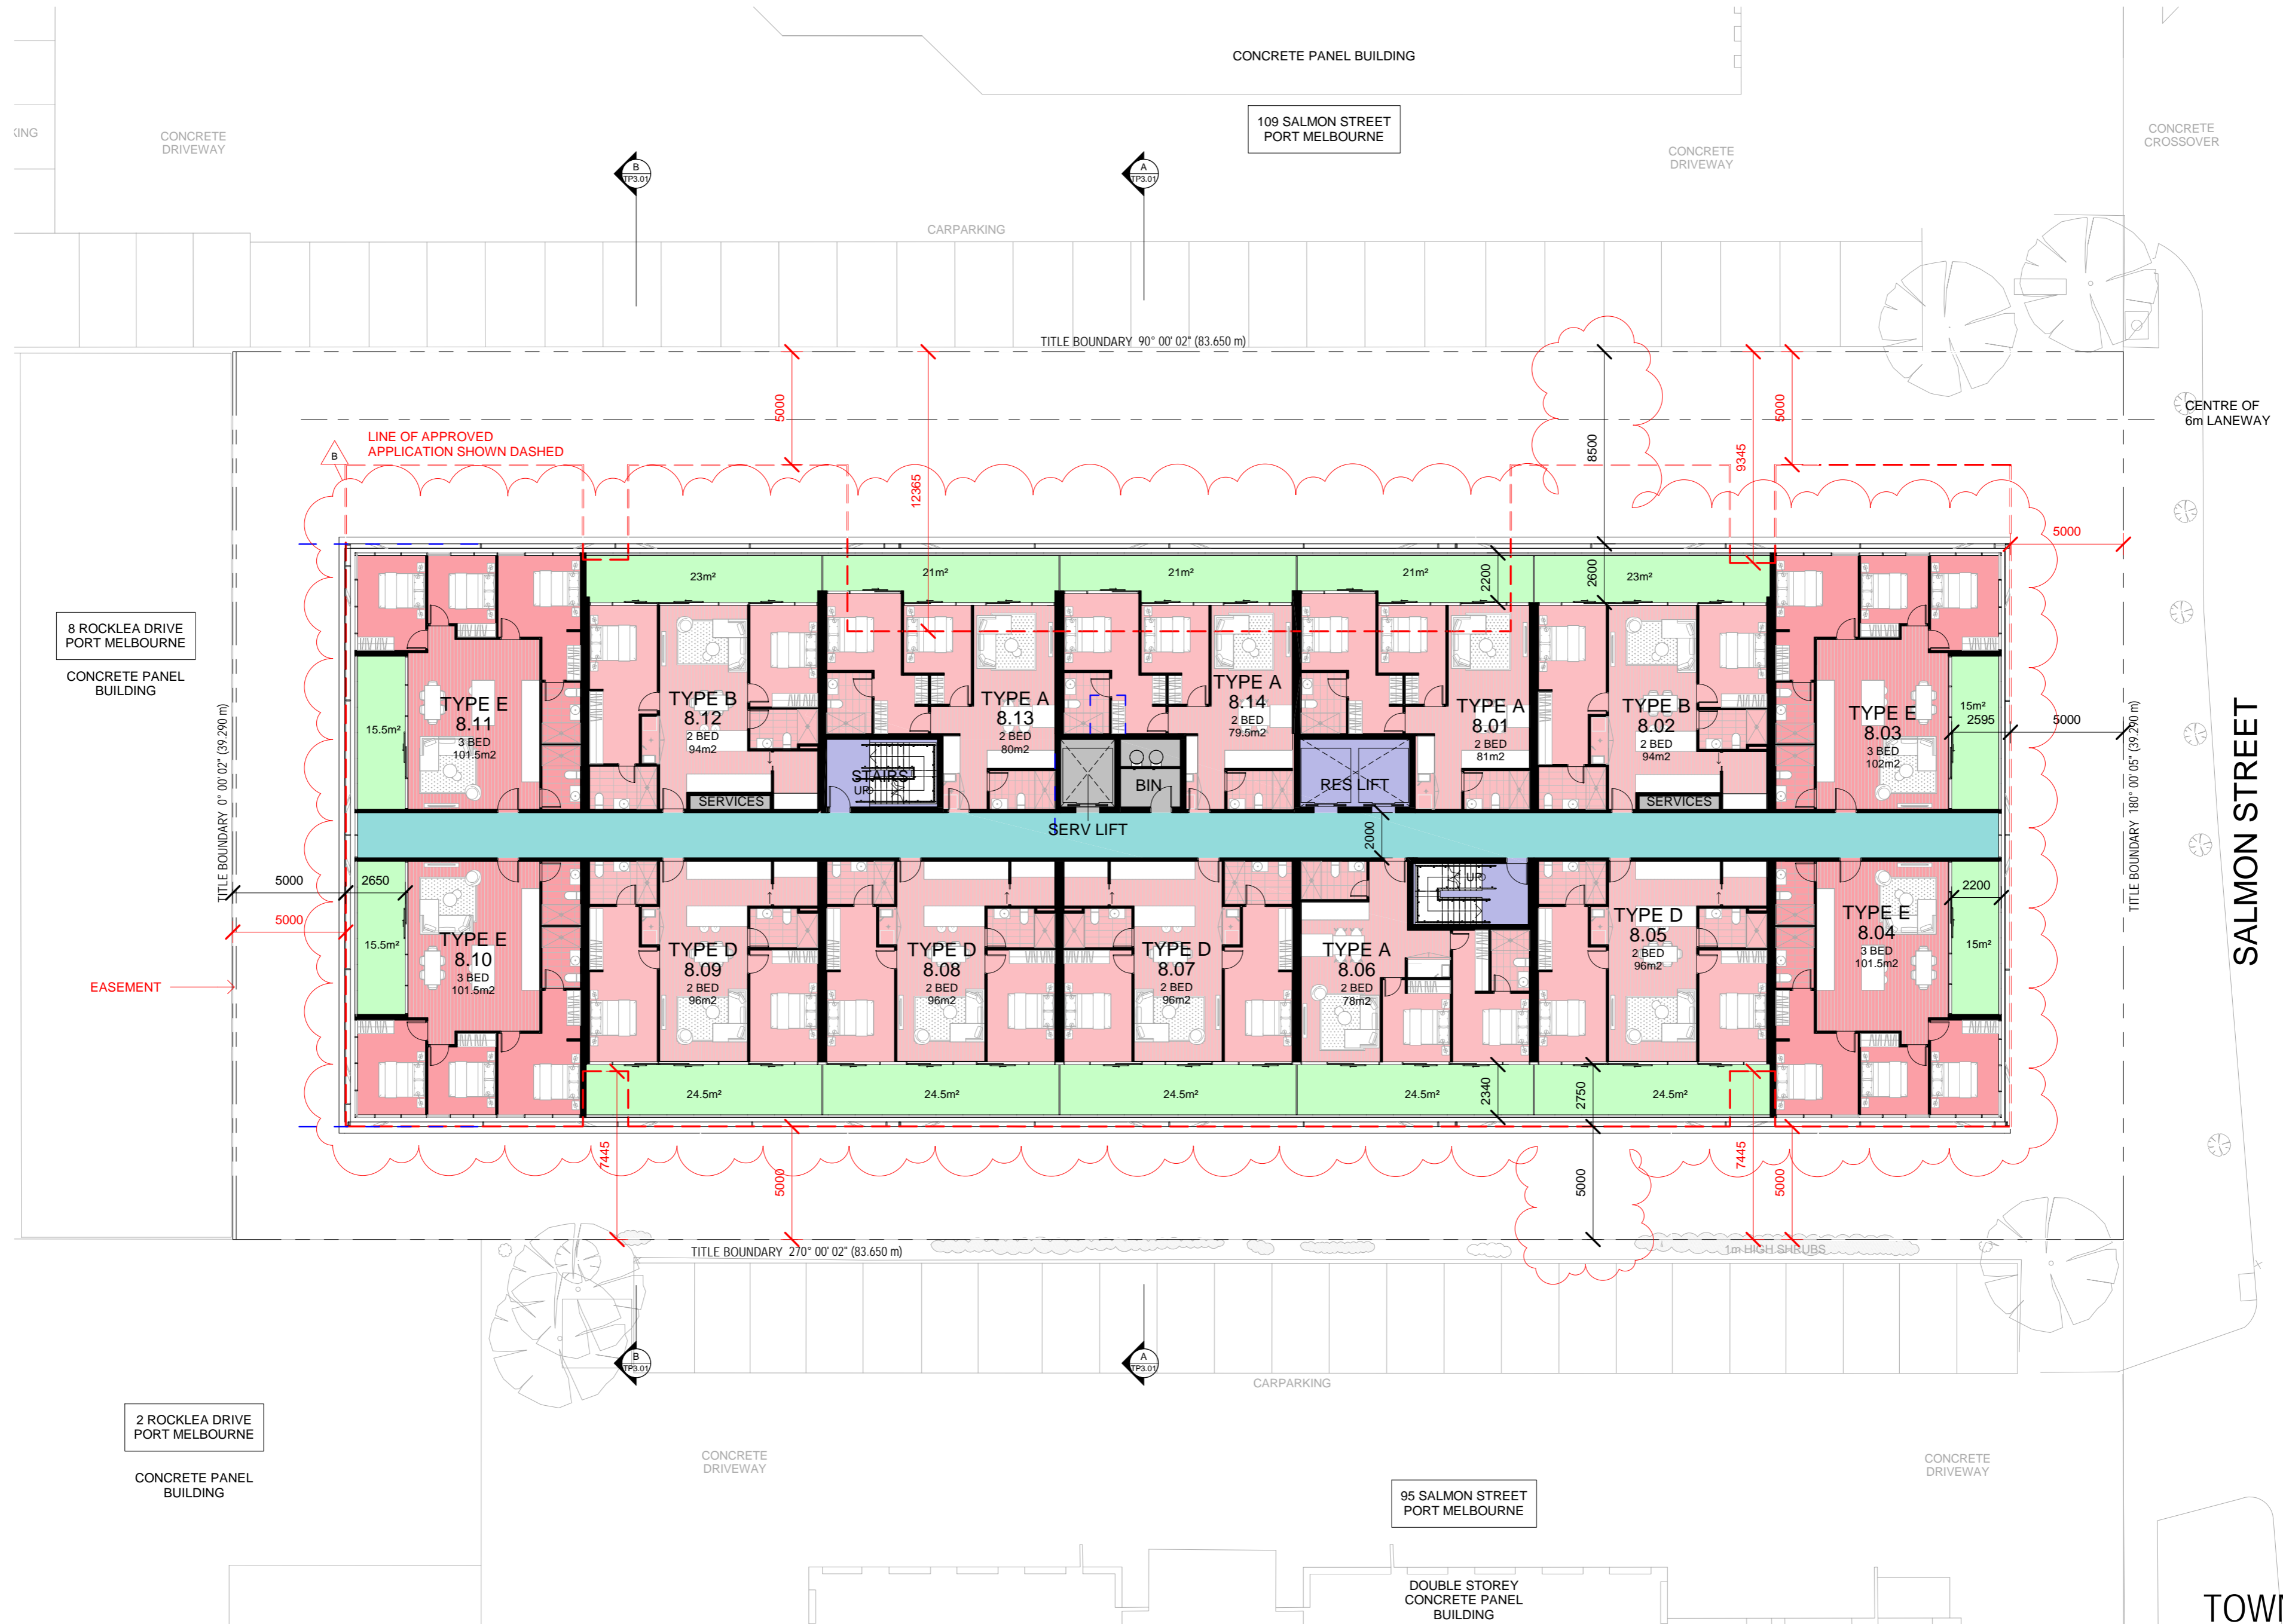 CONCRETE PANEL BUILDING
109 SALMON STREET
PORT MELBOURNE
KING
CONCRETE
DRIVEWAY
CONCRETE
DRIVEWAY
CONCRETE
CROSSOVER
B
TP3.01
A
TP3.01
CARPARKING
TITLE BOUNDARY 90° 00' 02" (83.650 m)
5000
12365
8500
9345
5000
CENTRE OF
6m LANEWAY
LINE OF APPROVED
APPLICATION SHOWN DASHED
B
5000
23m²
21m²
21m²
21m²
2200
2600
23m²
8 ROCKLEA DRIVE
PORT MELBOURNE
CONCRETE PANEL
BUILDING
TITLE BOUNDARY 0° 00' 02" (39.290 m)
15.5m²
TYPE E
8.11
3 BED
101.5m2
TYPE B
8.12
2 BED
94m2
TYPE A
8.13
2 BED
80m2
TYPE A
8.14
2 BED
79.5m2
TYPE A
8.01
2 BED
81m2
TYPE B
8.02
2 BED
94m2
TYPE E
8.03
3 BED
102m2
15m²
2595
5000
TITLE BOUNDARY 180° 00' 05" (39.290 m)
SALMON STREET
SERVICES
STAIRS
UP
BIN
RES LIFT
SERVICES
SERV LIFT
2000
5000
2650
5000
15.5m²
TYPE E
8.10
3 BED
101.5m2
TYPE D
8.09
2 BED
96m2
TYPE D
8.08
2 BED
96m2
TYPE D
8.07
2 BED
96m2
TYPE A
8.06
2 BED
78m2
UP
TYPE D
8.05
2 BED
96m2
TYPE E
8.04
3 BED
101.5m2
2200
15m²
EASEMENT
24.5m²
24.5m²
24.5m²
24.5m²
2340
2750
24.5m²
7445
5000
5000
7445
5000
TITLE BOUNDARY 270° 00' 02" (83.650 m)
1m HIGH SHRUBS
B
TP3.01
A
TP3.01
CARPARKING
2 ROCKLEA DRIVE
PORT MELBOURNE
CONCRETE PANEL
BUILDING
CONCRETE
DRIVEWAY
95 SALMON STREET
PORT MELBOURNE
CONCRETE
DRIVEWAY
DOUBLE STOREY
CONCRETE PANEL
BUILDING
TOWN